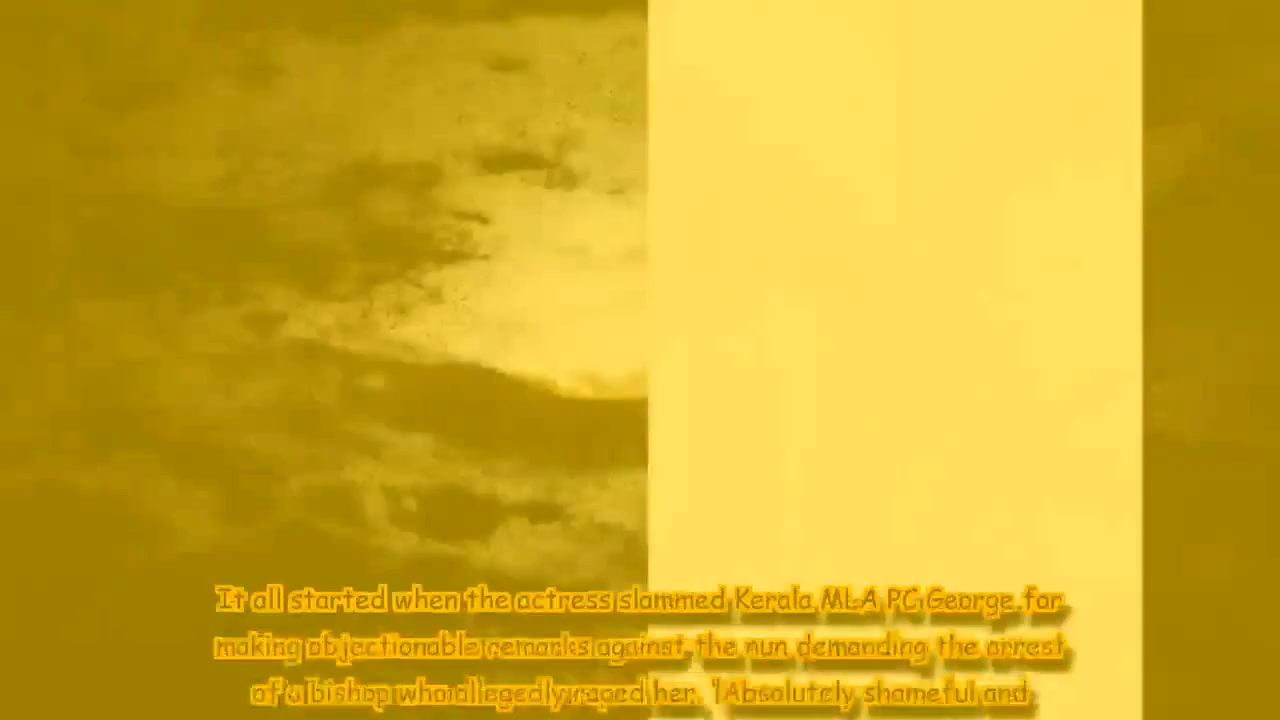 It all started when the actress slammed Kerala MLA PC George for
making objectionable remarks against the nun demanding the arrest
of a bishop who allegedly raped her. "Absolutely shameful and